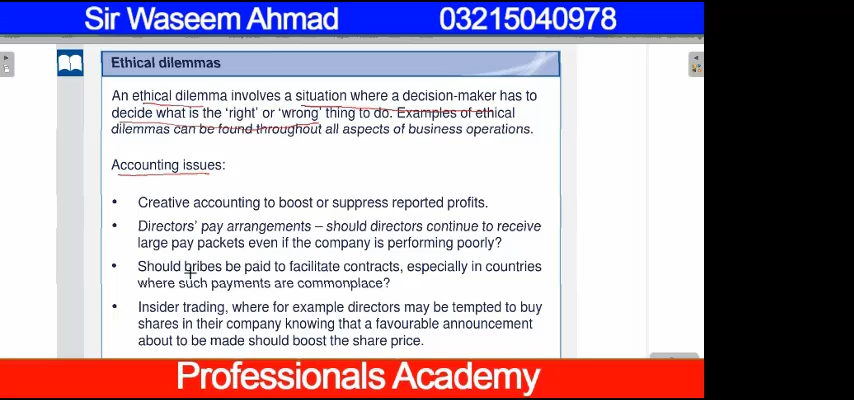 Sir Waseem Ahmad 03215040978
Ethical dilemmas
An ethical dilemma involves a situation where a decision-maker has to
decide what is the ‘right’ or ‘wrong’ thing to do. Examples of ethical
dilemmas can be found throughout all aspects of business operations.
Accounting issues:
• Creative accounting to boost or suppress reported profits.
• Directors’ pay arrangements – should directors continue to receive
large pay packets even if the company is performing poorly?
• Should bribes be paid to facilitate contracts, especially in countries
where such payments are commonplace?
• Insider trading, where for example directors may be tempted to buy
shares in their company knowing that a favourable announcement
about to be made should boost the share price.
Professionals Academy